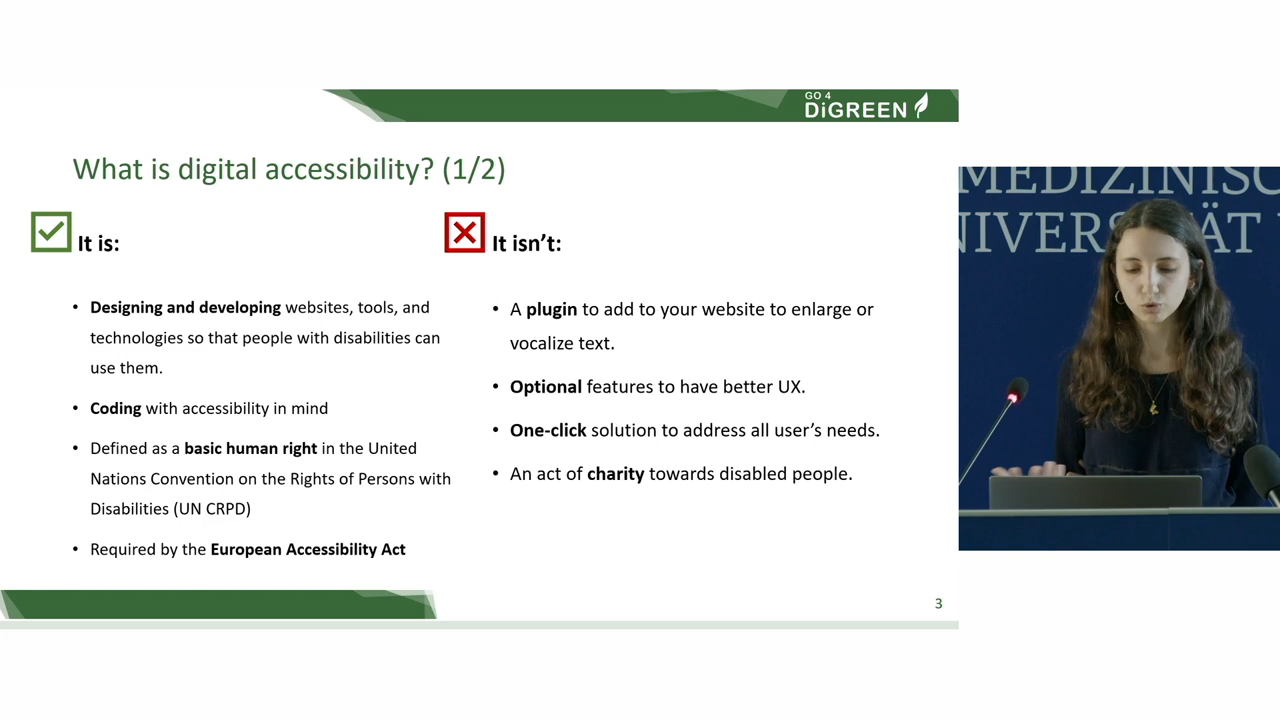 GO 4
DiGREEN
What is digital accessibility? (1/2)
It is:
• Designing and developing websites, tools, and
technologies so that people with disabilities can
use them.
• Coding with accessibility in mind
• Defined as a basic human right in the United
Nations Convention on the Rights of Persons with
Disabilities (UN CRPD)
• Required by the European Accessibility Act
It isn’t:
• A plugin to add to your website to enlarge or
vocalize text.
• Optional features to have better UX.
• One-click solution to address all user’s needs.
• An act of charity towards disabled people.
3
MEDIZINISC
NIVERSITÄT